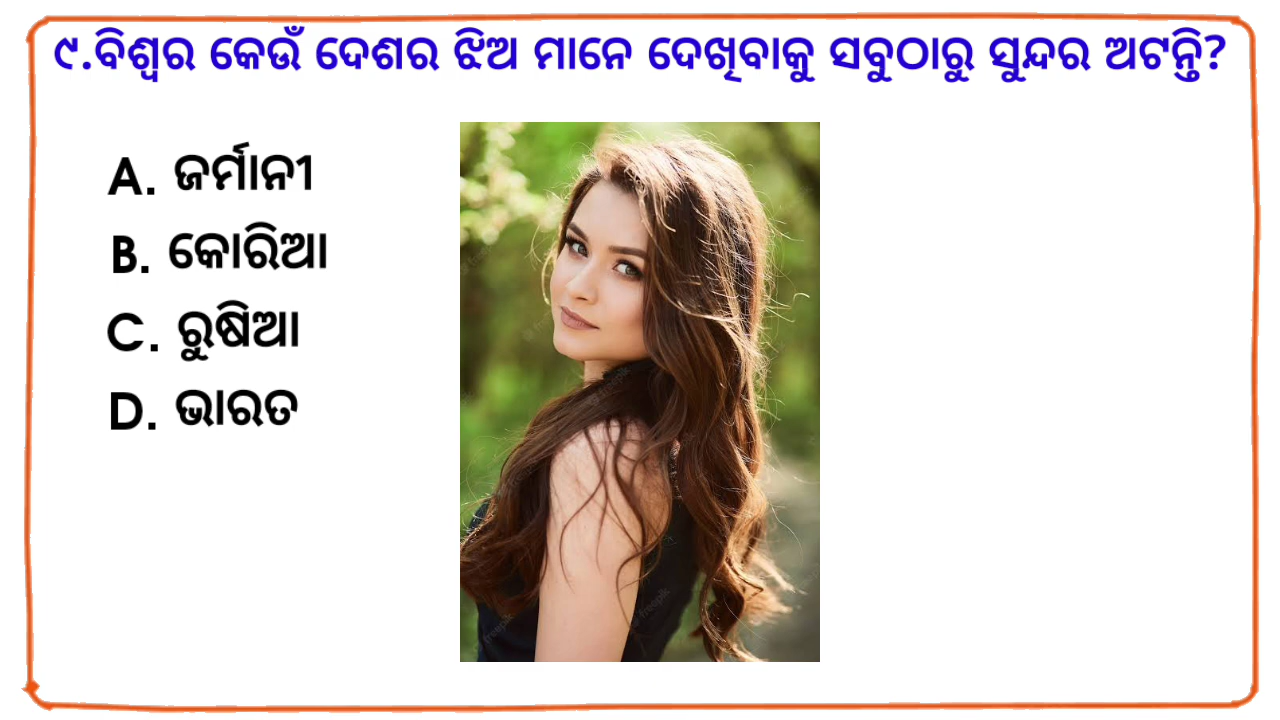 ୯.ବିଶ୍ୱର କେଉଁ ଦେଶର ଝିଅ ମାନେ ଦେଖିବାକୁ ସବୁଠାରୁ ସୁନ୍ଦର ଅଟନ୍ତି?
A. ଜର୍ମାନୀ
B. କୋରିଆ
C. ରୁଷିଆ
D. ଭାରତ